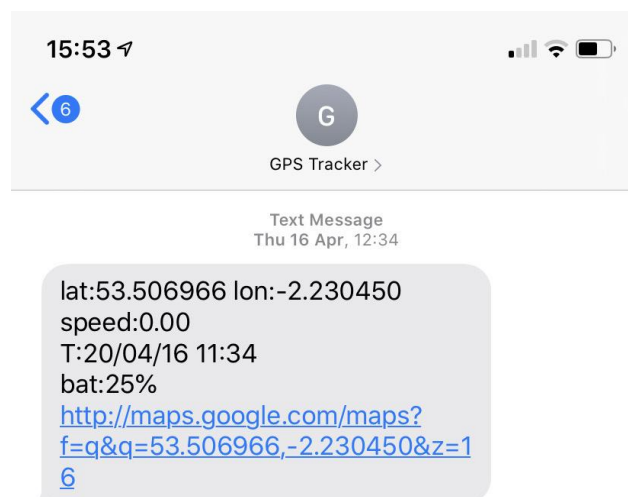 15:53
6
G
GPS Tracker >
Text Message
Thu 16 Apr, 12:34
lat:53.506966 lon:-2.230450
speed:0.00
T:20/04/16 11:34
bat:25%
http://maps.google.com/maps?
f=q&q=53.506966,-2.230450&z=1
6